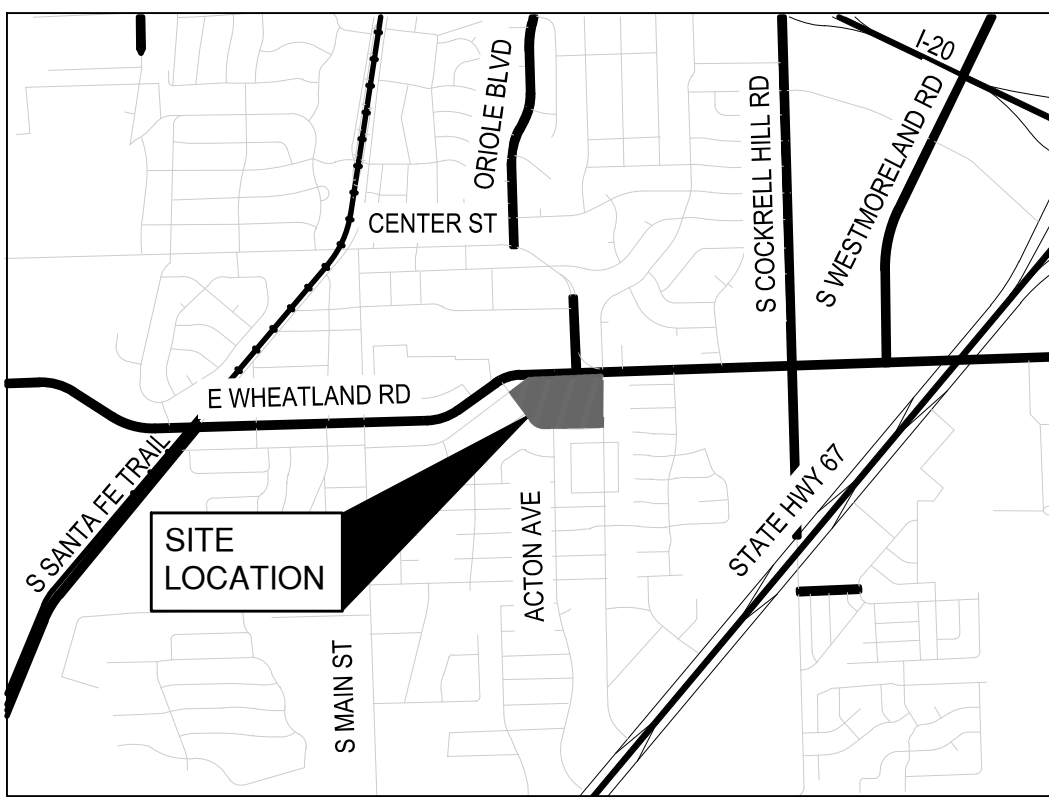 I-20
ORIOLE BLVD
S COCKRELL HILL RD
S WESTMORELAND RD
CENTER ST
E WHEATLAND RD
S SANTA FE TRAIL
STATE HWY 67
SITE
LOCATION
ACTON AVE
S MAIN ST